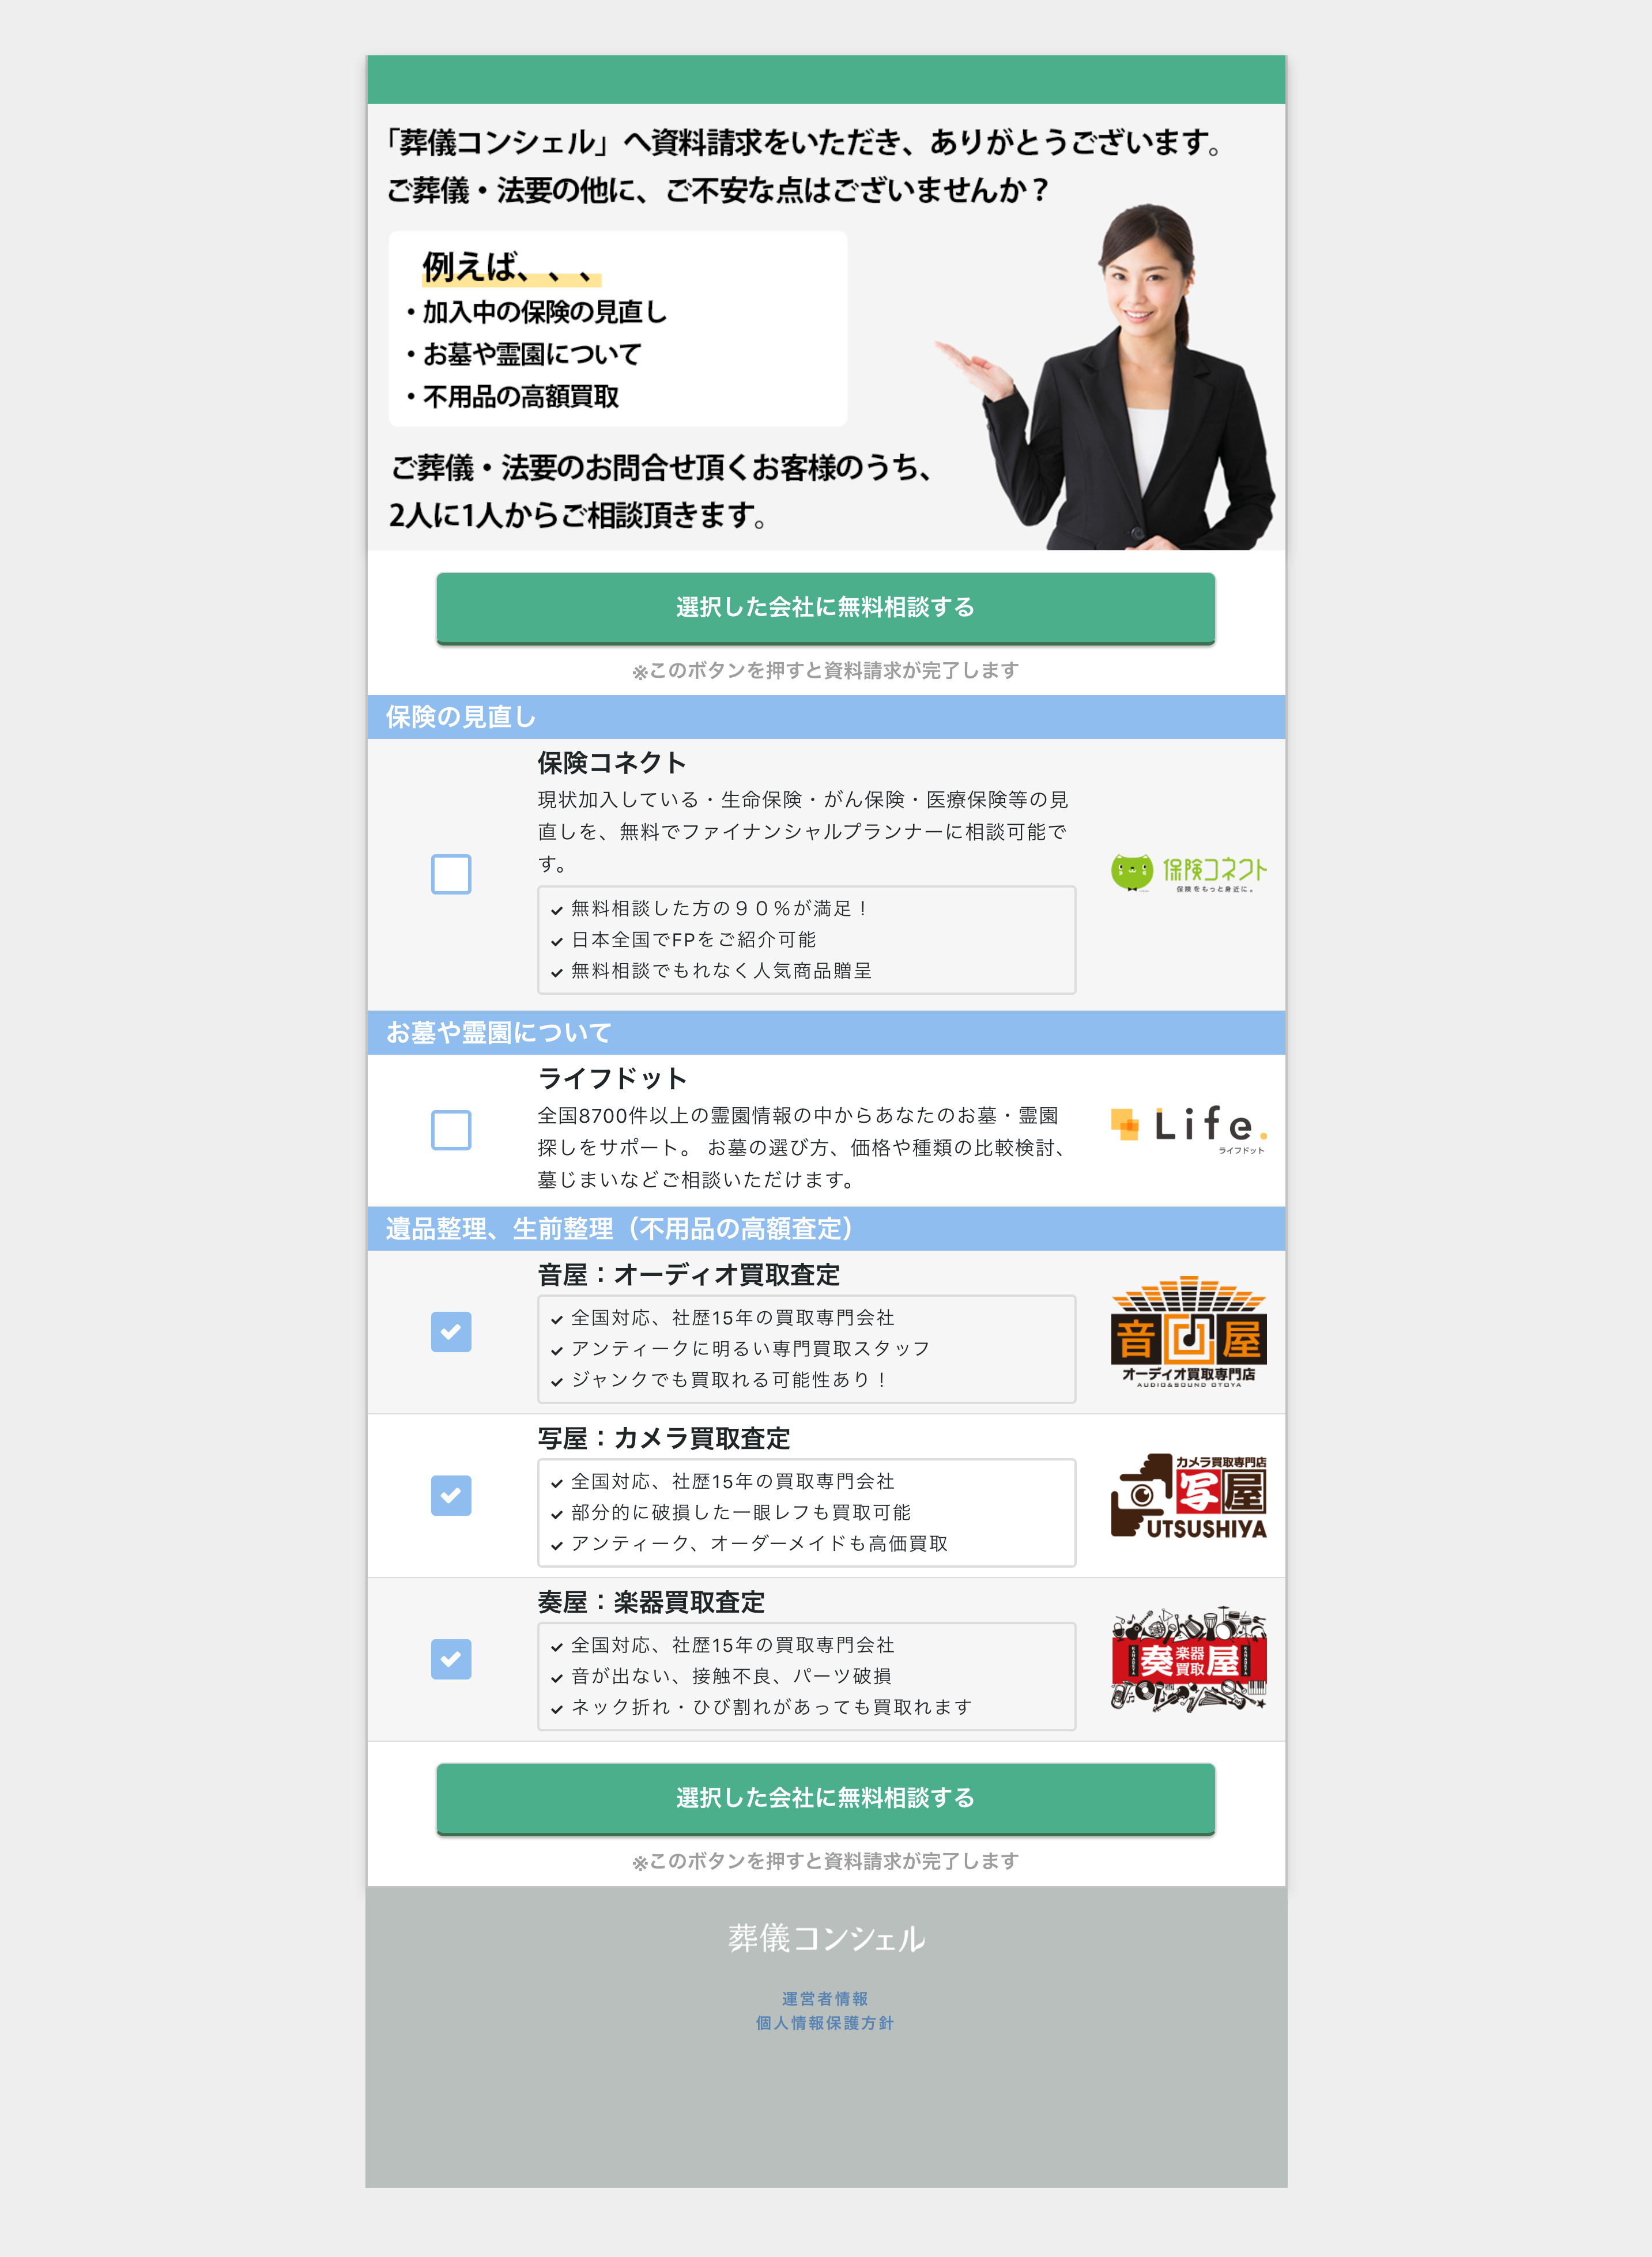 「葬儀コンシェル」へ資料請求をいただき、ありがとうございます。
ご葬儀・法要の他に、ご不安な点はございませんか？
例えば、、、
・加入中の保険の見直し
・お墓や霊園について
・不用品の高額買取
ご葬儀・法要のお問合せ頂くお客様のうち、
2人に1人からご相談頂きます。
選択した会社に無料相談する
※このボタンを押すと資料請求が完了します
保険の見直し
保険コネクト
現状加入している・生命保険・がん保険・医療保険等の見
直しを、無料でファイナンシャルプランナーに相談可能で
す。
無料相談した方の９０％が満足！
日本全国でFPをご紹介可能
無料相談でもれなく人気商品贈呈
保険コネクト
保険をもっと身近に。
お墓や霊園について
ライフドット
全国8700件以上の霊園情報の中からあなたのお墓・霊園
探しをサポート。 お墓の選び方、価格や種類の比較検討、
墓じまいなどご相談いただけます。
Life.
ライフドット
遺品整理、生前整理（不用品の高額査定）
音屋：オーディオ買取査定
全国対応、社歴15年の買取専門会社
アンティークに明るい専門買取スタッフ
ジャンクでも買取れる可能性あり！
音屋
オーディオ買取専門店
AUDIO&SOUND OTOYA
写屋：カメラ買取査定
全国対応、社歴15年の買取専門会社
部分的に破損した一眼レフも買取可能
アンティーク、オーダーメイドも高価買取
カメラ買取専門店
写屋
UTSUSHIYA
奏屋：楽器買取査定
全国対応、社歴15年の買取専門会社
音が出ない、接触不良、パーツ破損
ネック折れ・ひび割れがあっても買取れます
奏楽器買取屋
選択した会社に無料相談する
※このボタンを押すと資料請求が完了します
葬儀コンシェル
運営者情報
個人情報保護方針